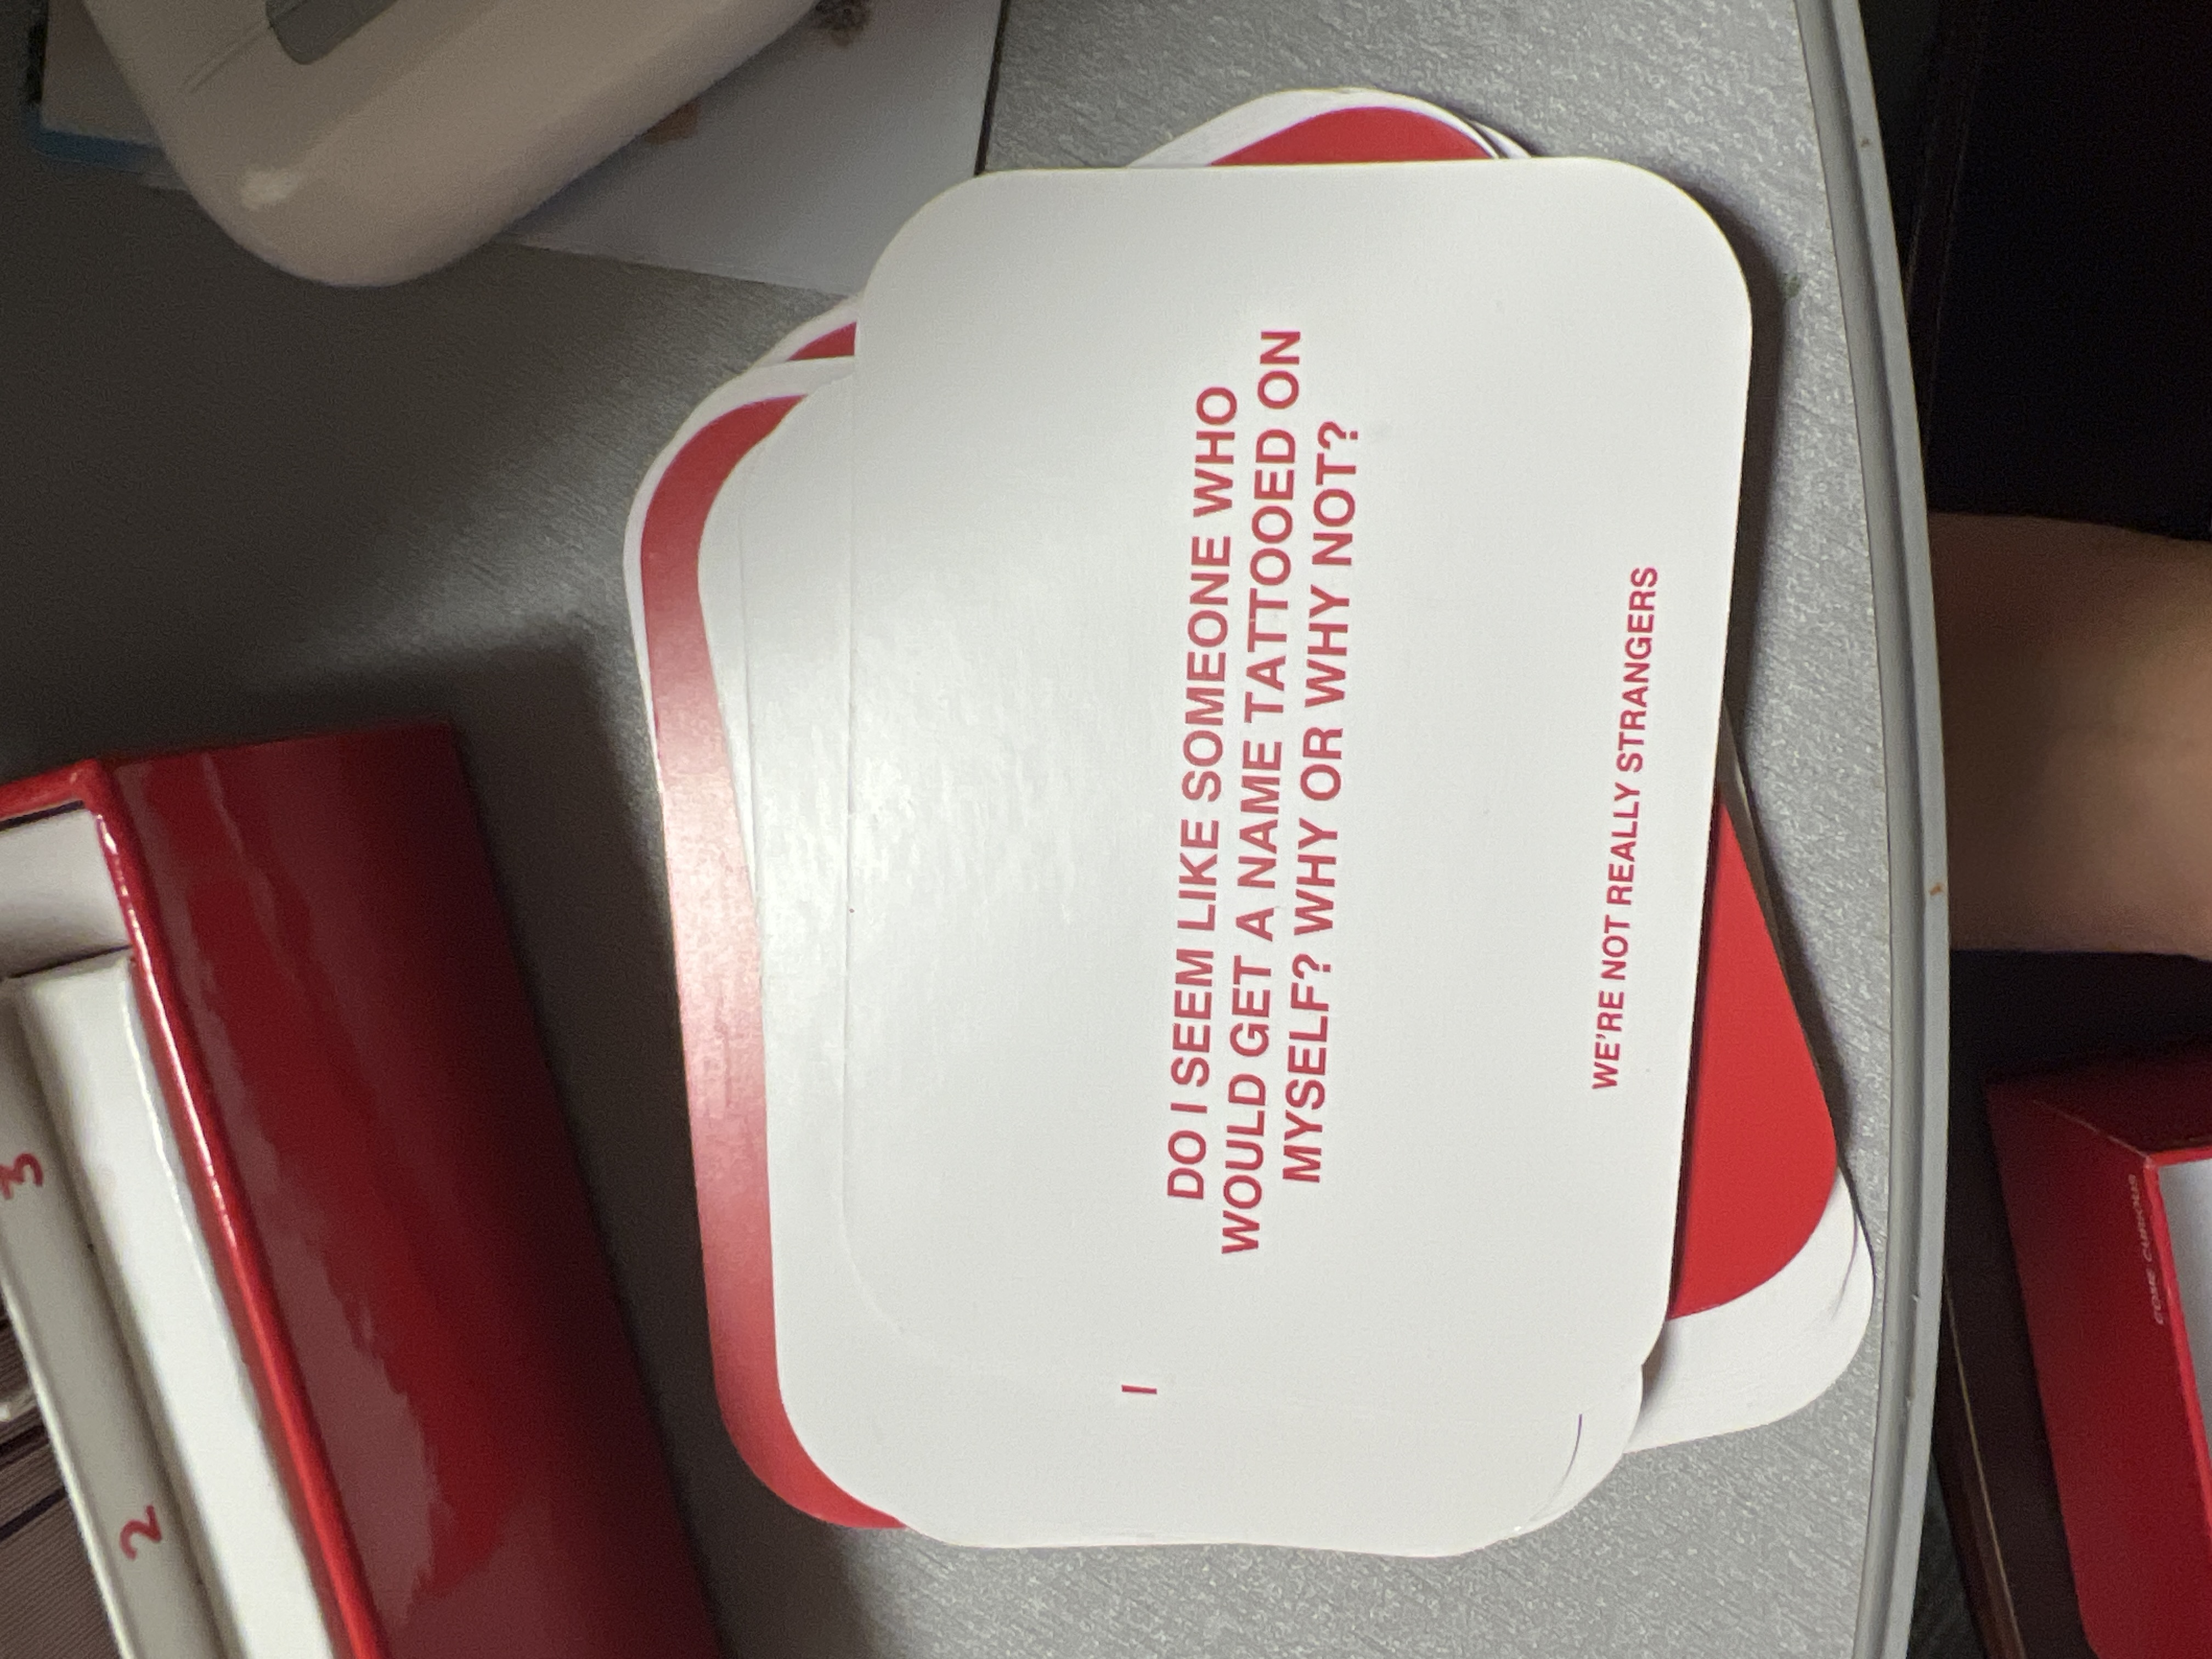 DO I SEEM LIKE SOMEONE WHO
WOULD GET A NAME TATTOOED ON
MYSELF? WHY OR WHY NOT?
WE'RE NOT REALLY STRANGERS
I
3
2
CURIOUS